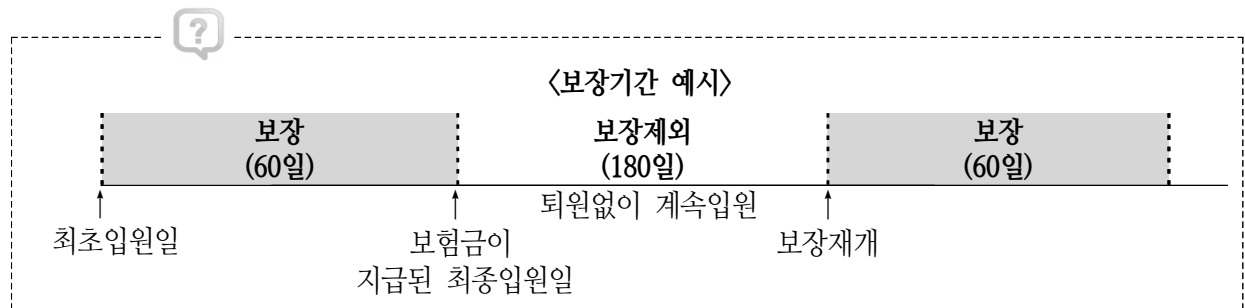 ?
〈보장기간 예시〉
보장 보장제외 보장
(60일) (180일) (60일)
퇴원없이 계속입원
최초입원일 보험금이 보장재개
지급된 최종입원일